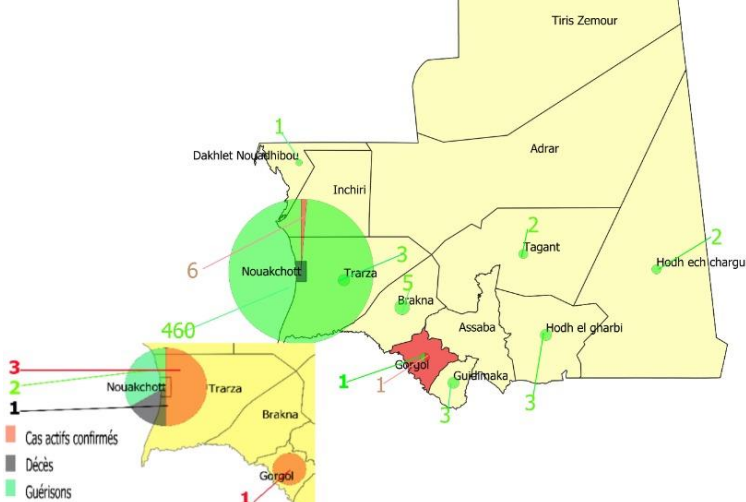 Tiris Zemour
1
Dakhlet Nouadhibou
Adrar
Inchiri
2
Tagant
2
Hodh ech chargu
6
Nouakchott
3
Trarza
5
Brakna
460
Assaba
Hodh el gharbi
Gorgol
1
1
Guidimaka
3
3
3
2
1
Nouakchott
Trarza
Brakna
Gorgol
1
Cas actifs confirmés
Décès
Guérisons